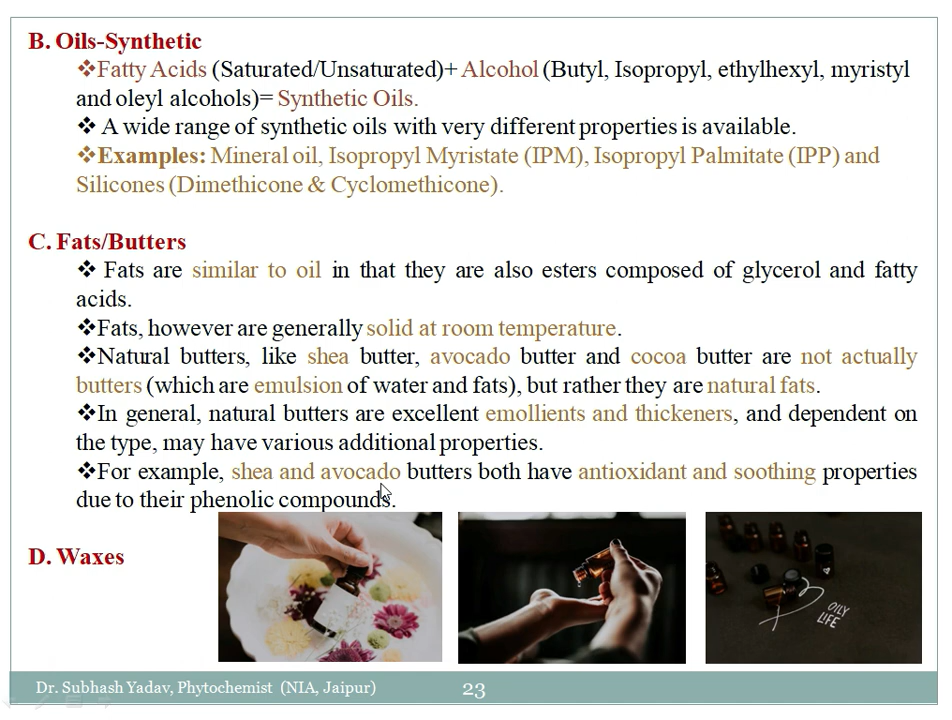 B. Oils-Synthetic
❖Fatty Acids (Saturated/Unsaturated)+ Alcohol (Butyl, Isopropyl, ethylhexyl, myristyl
and oleyl alcohols)= Synthetic Oils.
❖ A wide range of synthetic oils with very different properties is available.
❖Examples: Mineral oil, Isopropyl Myristate (IPM), Isopropyl Palmitate (IPP) and
Silicones (Dimethicone & Cyclomethicone).
C. Fats/Butters
❖ Fats are similar to oil in that they are also esters composed of glycerol and fatty
acids.
❖Fats, however are generally solid at room temperature.
❖Natural butters, like shea butter, avocado butter and cocoa butter are not actually
butters (which are emulsion of water and fats), but rather they are natural fats.
❖In general, natural butters are excellent emollients and thickeners, and dependent on
the type, may have various additional properties.
❖For example, shea and avocado butters both have antioxidant and soothing properties
due to their phenolic compounds.
D. Waxes
OILY
LIFE
Dr. Subhash Yadav, Phytochemist (NIA, Jaipur)
23